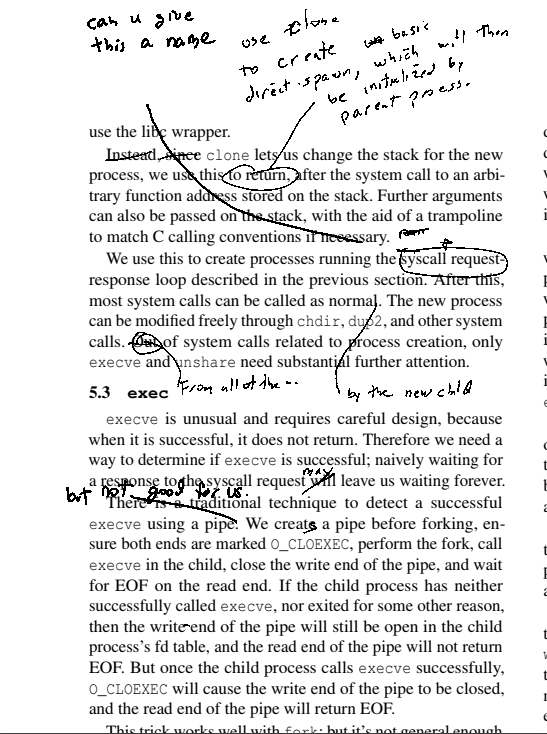 can u give
this a name
use clone
to create basic
direct-spawn, which will then
be initialized by
parent process.
use the libc wrapper.
Instead, since clone lets us change the stack for the new
process, we use this to return, after the system call to an arbi-
trary function address stored on the stack. Further arguments
can also be passed on the stack, with the aid of a trampoline
to match C calling conventions if necessary.
We use this to create processes running the syscall request-
response loop described in the previous section. After this,
most system calls can be called as normal. The new process
can be modified freely through chdir, dup2, and other system
calls. Out of system calls related to process creation, only
execve and unshare need substantial further attention.
From all of the ...
by the new child
5.3 exec
execve is unusual and requires careful design, because
when it is successful, it does not return. Therefore we need a
way to determine if execve is successful; naively waiting for
may
a response to the syscall request will leave us waiting forever.
but not good for us.
There is a traditional technique to detect a successful
execve using a pipe. We create a pipe before forking, en-
sure both ends are marked O_CLOEXEC, perform the fork, call
execve in the child, close the write end of the pipe, and wait
for EOF on the read end. If the child process has neither
successfully called execve, nor exited for some other reason,
then the write end of the pipe will still be open in the child
process's fd table, and the read end of the pipe will not return
EOF. But once the child process calls execve successfully,
O_CLOEXEC will cause the write end of the pipe to be closed,
and the read end of the pipe will return EOF.
This trick works well with fork; but it's not general enough